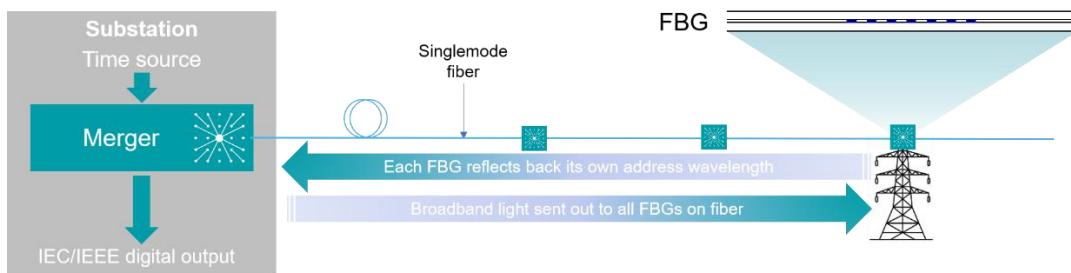 Substation
Time source
Merger
IEC/IEEE digital output
Singlemode
fiber
FBG
Each FBG reflects back its own address wavelength
Broadband light sent out to all FBGs on fiber